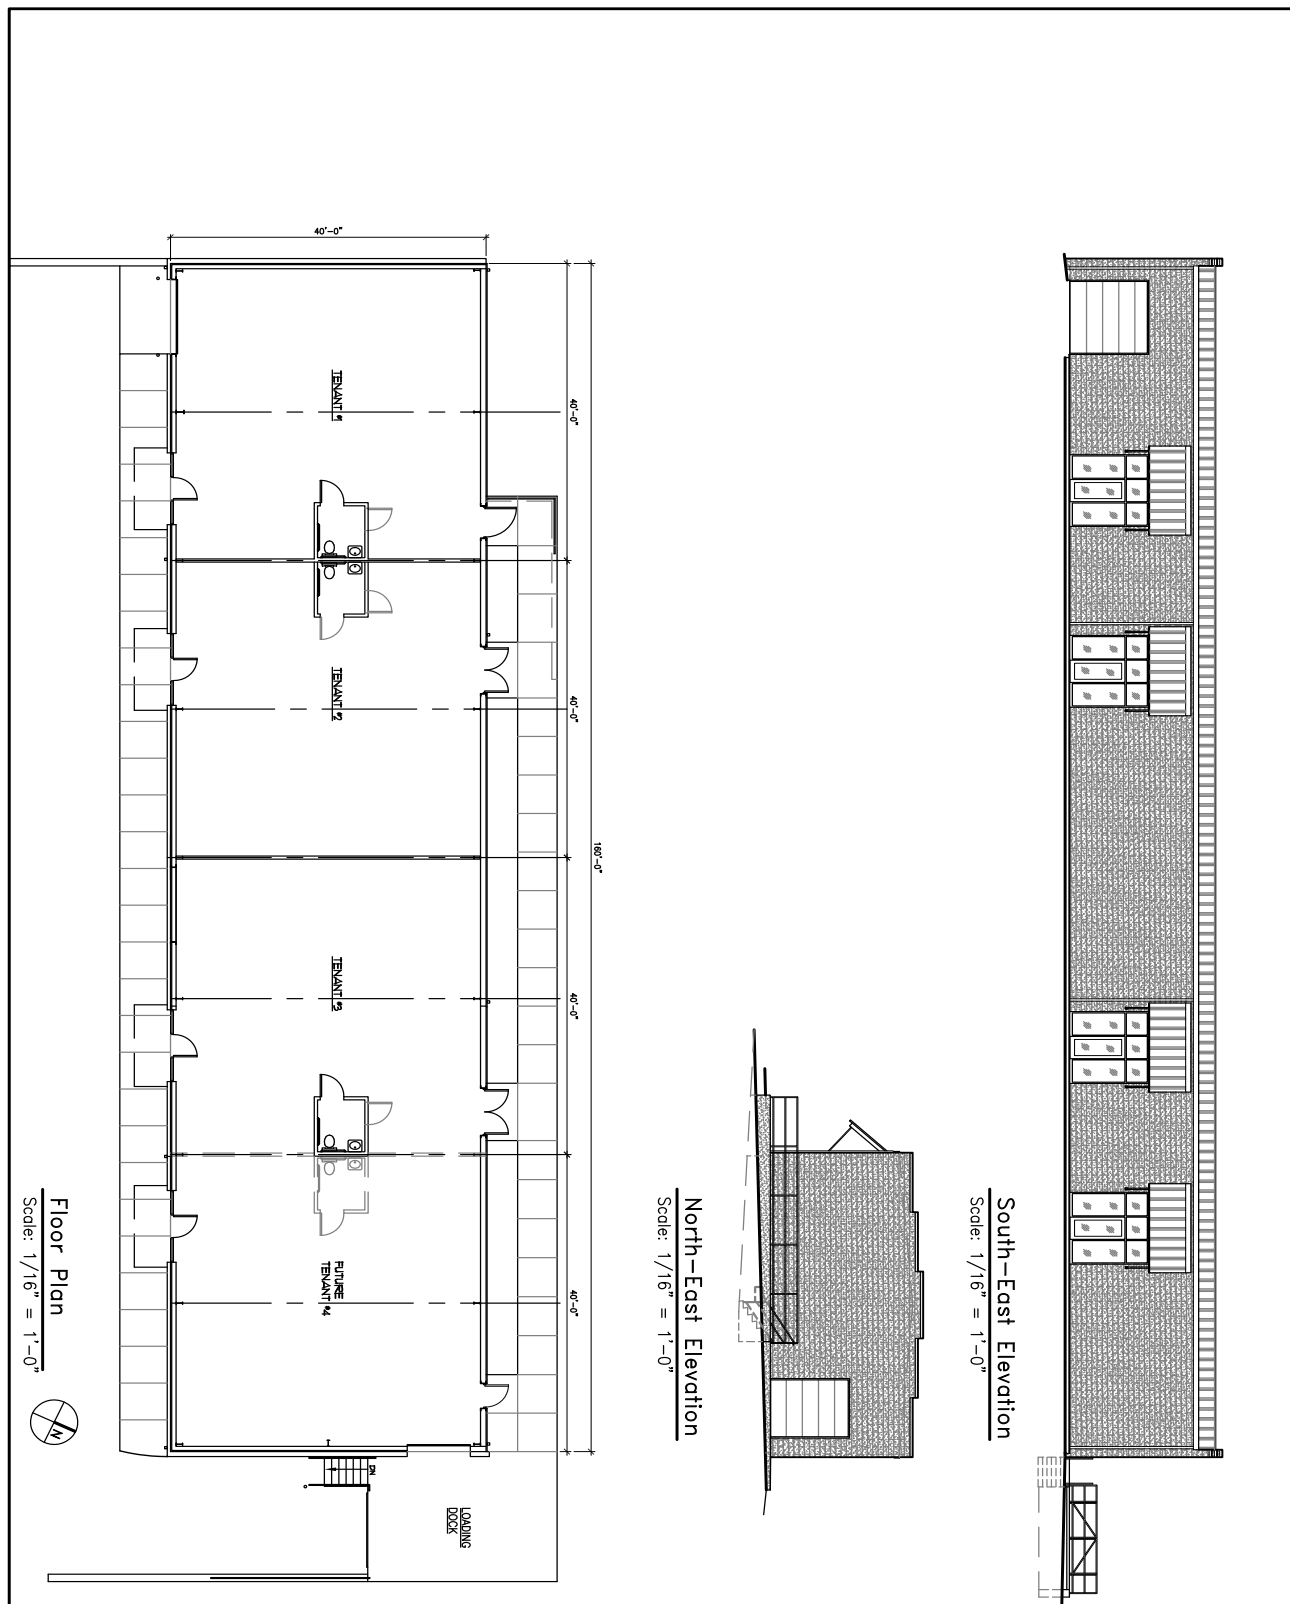 South-East Elevation
Scale: 1/16" = 1'-0"
North-East Elevation
Scale: 1/16" = 1'-0"
160'-0"
40'-0"
40'-0"
40'-0"
40'-0"
40'-0"
TENANT #1
TENANT #2
TENANT #3
FUTURE
TENANT #4
DN
LOADING
DOCK
Floor Plan
Scale: 1/16" = 1'-0"
N